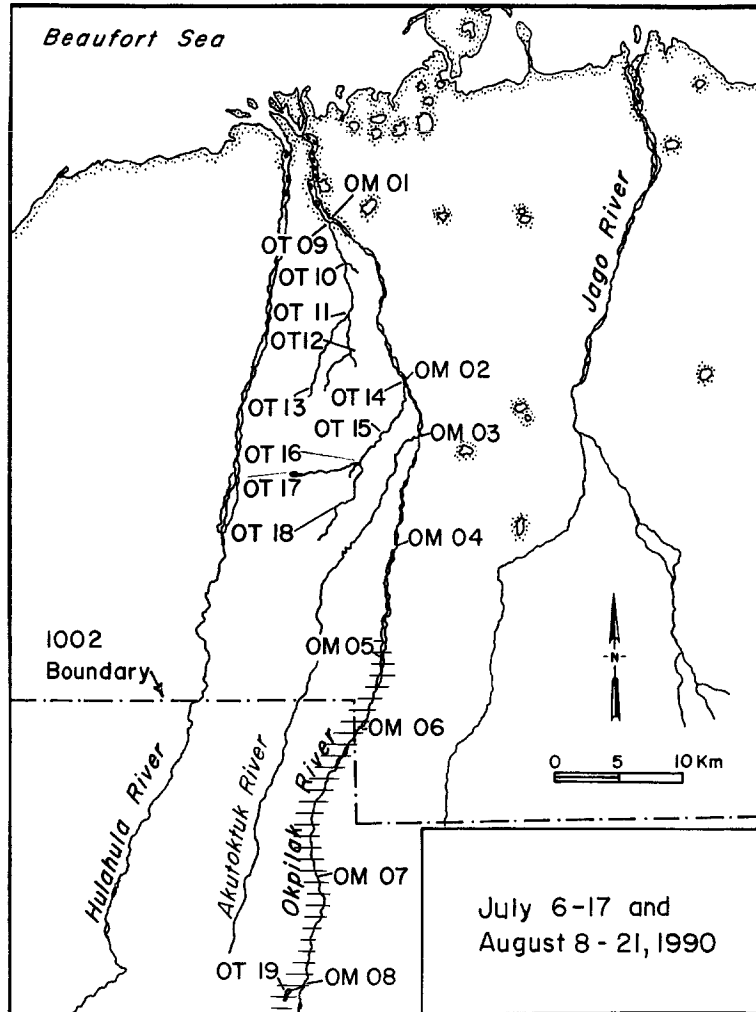 Beaufort Sea
OM 01
OT 09
OT 10
OT 11
OT 12
OM 02
OT 14
OT 13
OT 15
OM 03
OT 16
OT 17
OT 18
OM 04
Jago River
N
OM 05
1002
Boundary
OM 06
0 5 10 Km
Hulahula River
Akutoktuk River
Okpilak River
OM 07
OT 19
OM 08
July 6-17 and
August 8-21, 1990